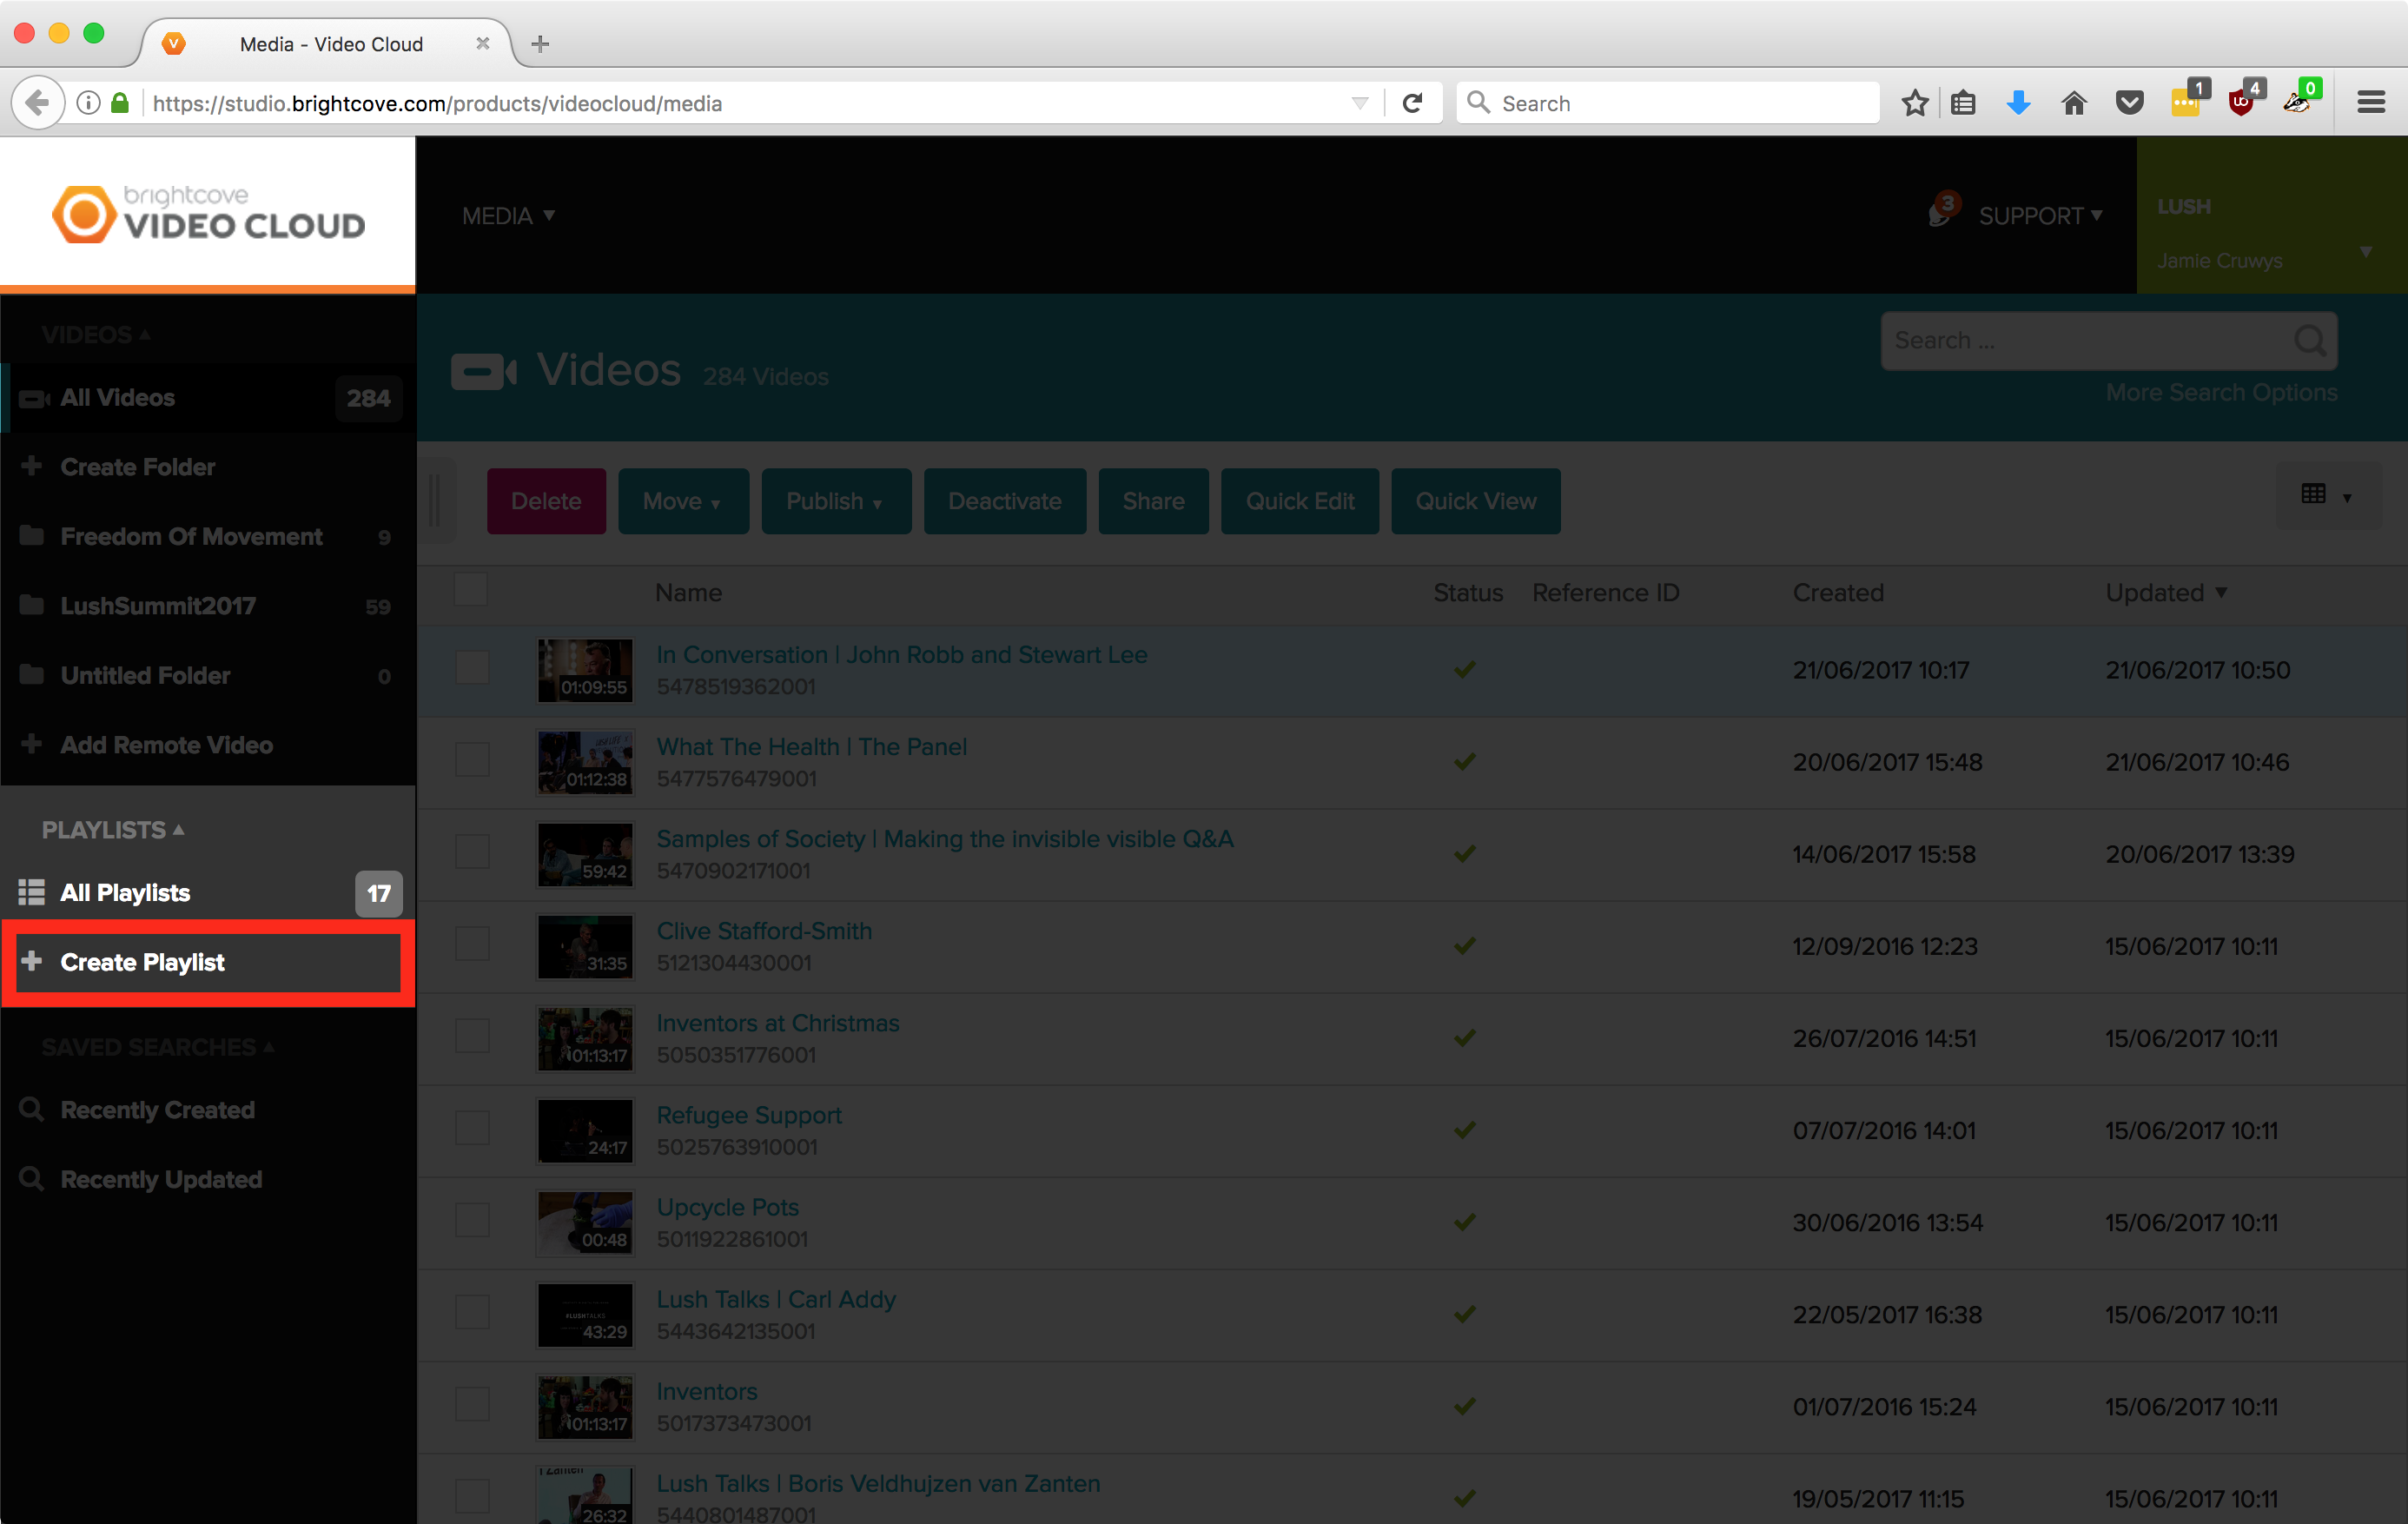 Media - Video Cloud
https://studio.brightcove.com/products/videocloud/media
Search
1
4
0
brightcove
VIDEO CLOUD
MEDIA ▼
3
SUPPORT ▼
LUSH
Jamie Cruwys
VIDEOS
All Videos 284
Create Folder
Freedom Of Movement 9
LushSummit2017 59
Untitled Folder 0
Add Remote Video
PLAYLISTS
All Playlists 17
Create Playlist
SAVED SEARCHES
Recently Created
Recently Updated
Videos 284 Videos
Search ...
More Search Options
Delete Move Publish Deactivate Share Quick Edit Quick View
Name Status Reference ID Created Updated
01:09:55 In Conversation | John Robb and Stewart Lee 21/06/2017 10:17 21/06/2017 10:50
5478519362001
01:12:38 What The Health | The Panel 20/06/2017 15:48 21/06/2017 10:46
5477576479001
59:42 Samples of Society | Making the invisible visible Q&A 14/06/2017 15:58 20/06/2017 13:39
5470902171001
31:35 Clive Stafford-Smith 12/09/2016 12:23 15/06/2017 10:11
5121304430001
01:13:17 Inventors at Christmas 26/07/2016 14:51 15/06/2017 10:11
5050351776001
24:17 Refugee Support 07/07/2016 14:01 15/06/2017 10:11
5025763910001
00:48 Upcycle Pots 30/06/2016 13:54 15/06/2017 10:11
5011922861001
#LUSHTALKS
43:29 Lush Talks | Carl Addy 22/05/2017 16:38 15/06/2017 10:11
5443642135001
01:13:17 Inventors 01/07/2016 15:24 15/06/2017 10:11
5017373473001
26:32 Lush Talks | Boris Veldhujzen van Zanten 19/05/2017 11:15 15/06/2017 10:11
5440801487001